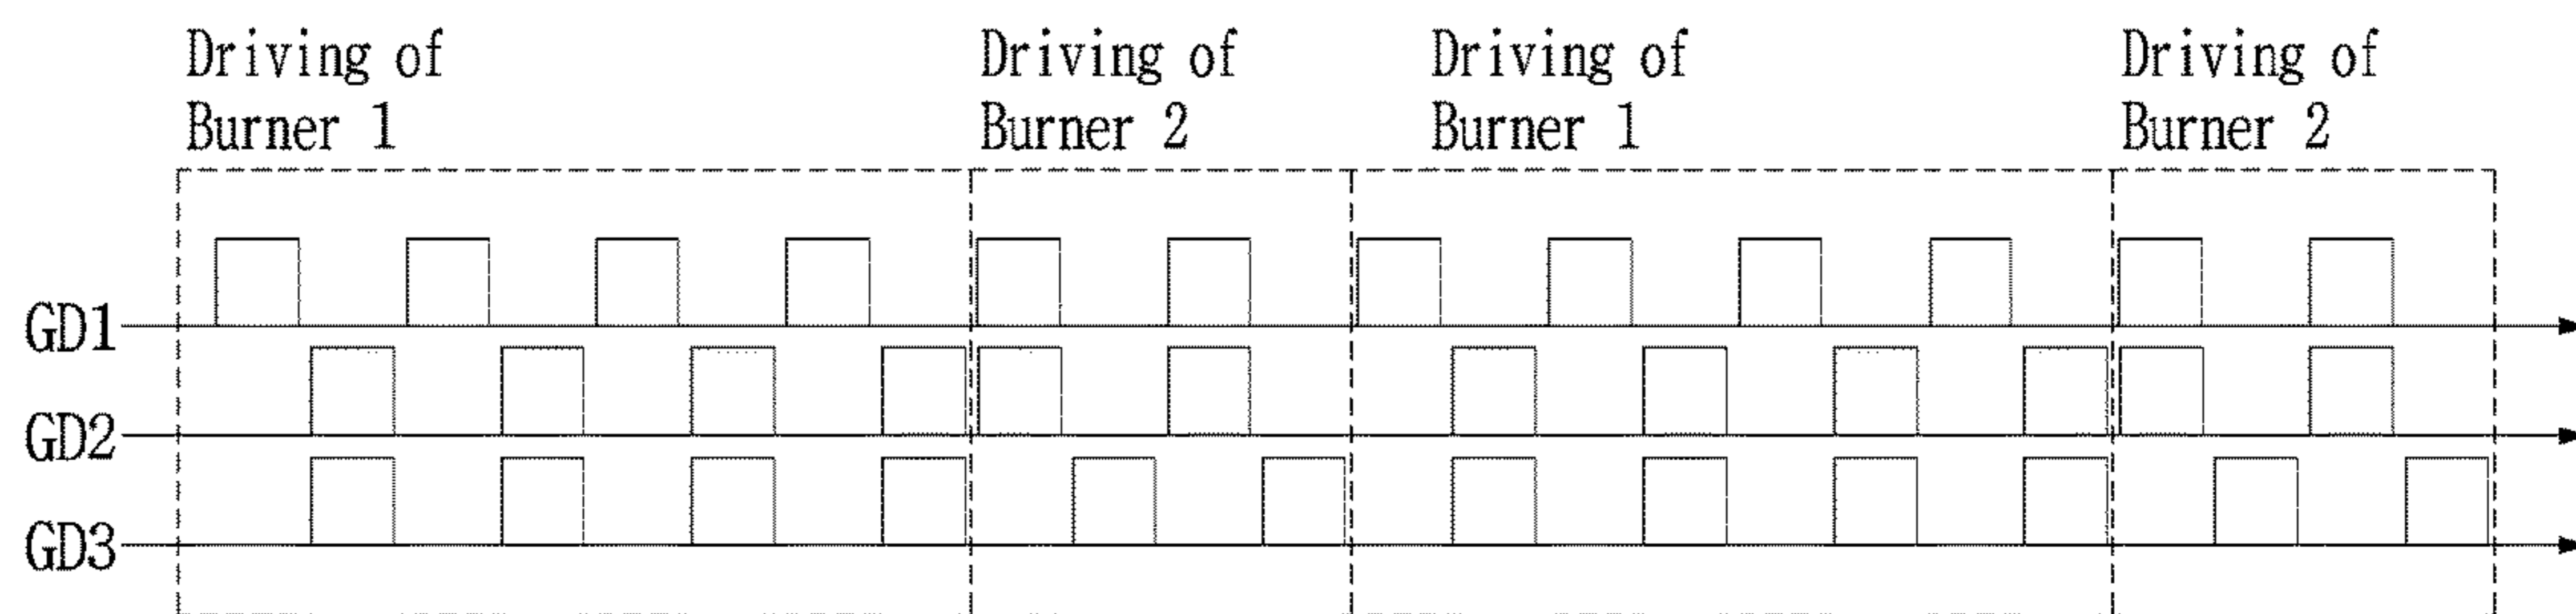 Driving of
Burner 1
Driving of
Burner 2
Driving of
Burner 1
Driving of
Burner 2
GD1
GD2
GD3